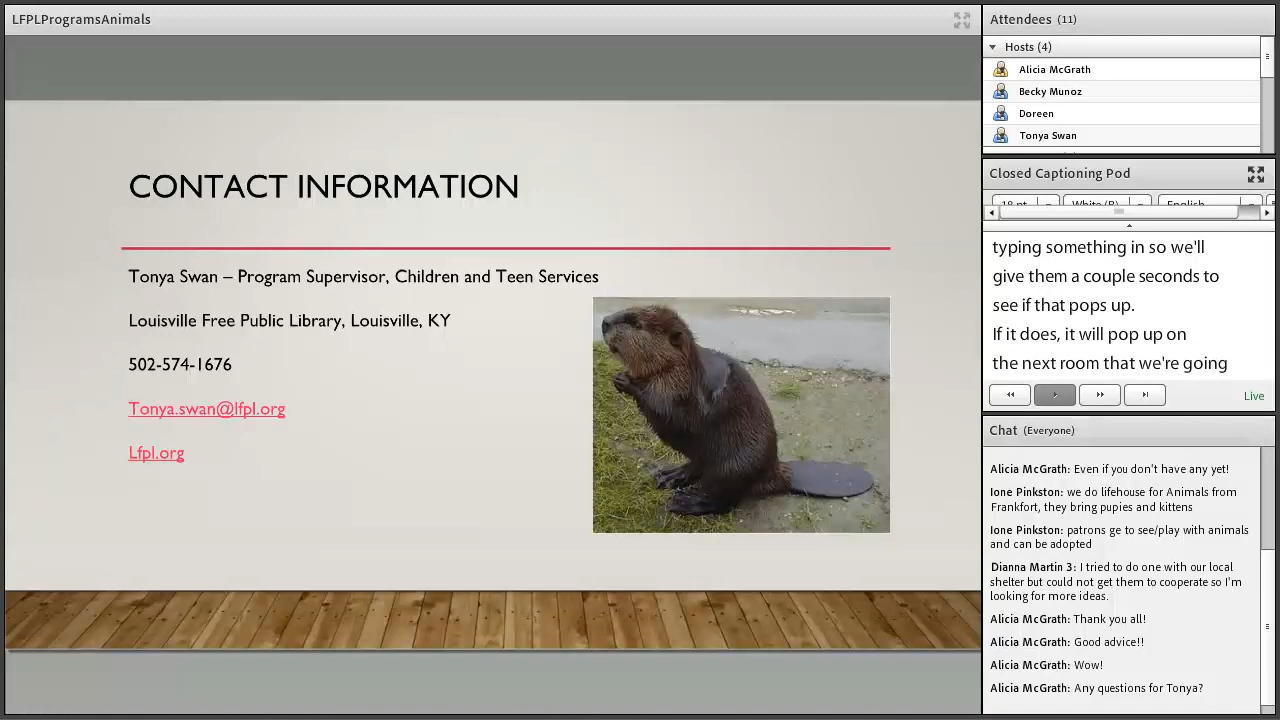 LFPLProgramsAnimals
CONTACT INFORMATION
Tonya Swan – Program Supervisor, Children and Teen Services
Louisville Free Public Library, Louisville, KY
502-574-1676
Tonya.swan@lfpl.org
Lfpl.org
Attendees (11)
Hosts (4)
Alicia McGrath
Becky Munoz
Doreen
Tonya Swan
Closed Captioning Pod
18 pt White (B) English
typing something in so we'll
give them a couple seconds to
see if that pops up.
If it does, it will pop up on
the next room that we're going
Live
Chat (Everyone)
Alicia McGrath: Even if you don't have any yet!
Ione Pinkston: we do lifehouse for Animals from
Frankfort, they bring pupies and kittens
Ione Pinkston: patrons ge to see/play with animals
and can be adopted
Dianna Martin 3: I tried to do one with our local
shelter but could not get them to cooperate so I'm
looking for more ideas.
Alicia McGrath: Thank you all!
Alicia McGrath: Good advice!!
Alicia McGrath: Wow!
Alicia McGrath: Any questions for Tonya?